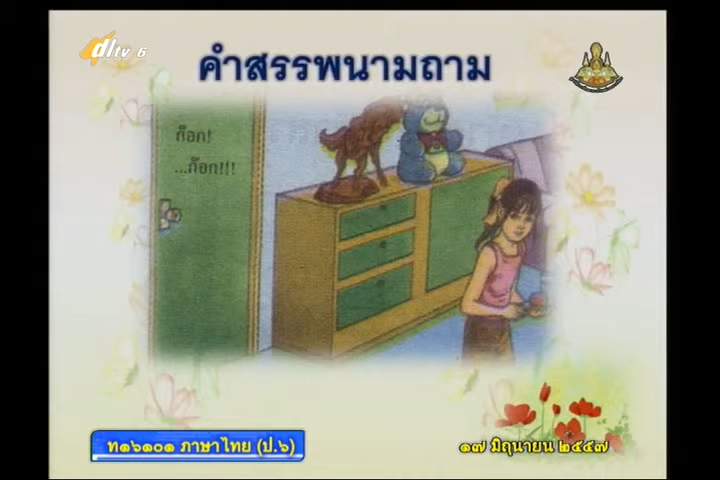 dltv 6
คำสรรพนามถาม
ก๊อก!
...ก๊อก!!!
ท๑๖๑๐๑ ภาษาไทย (ป.๖)
๑๗ มิถุนายน ๒๕๕๗